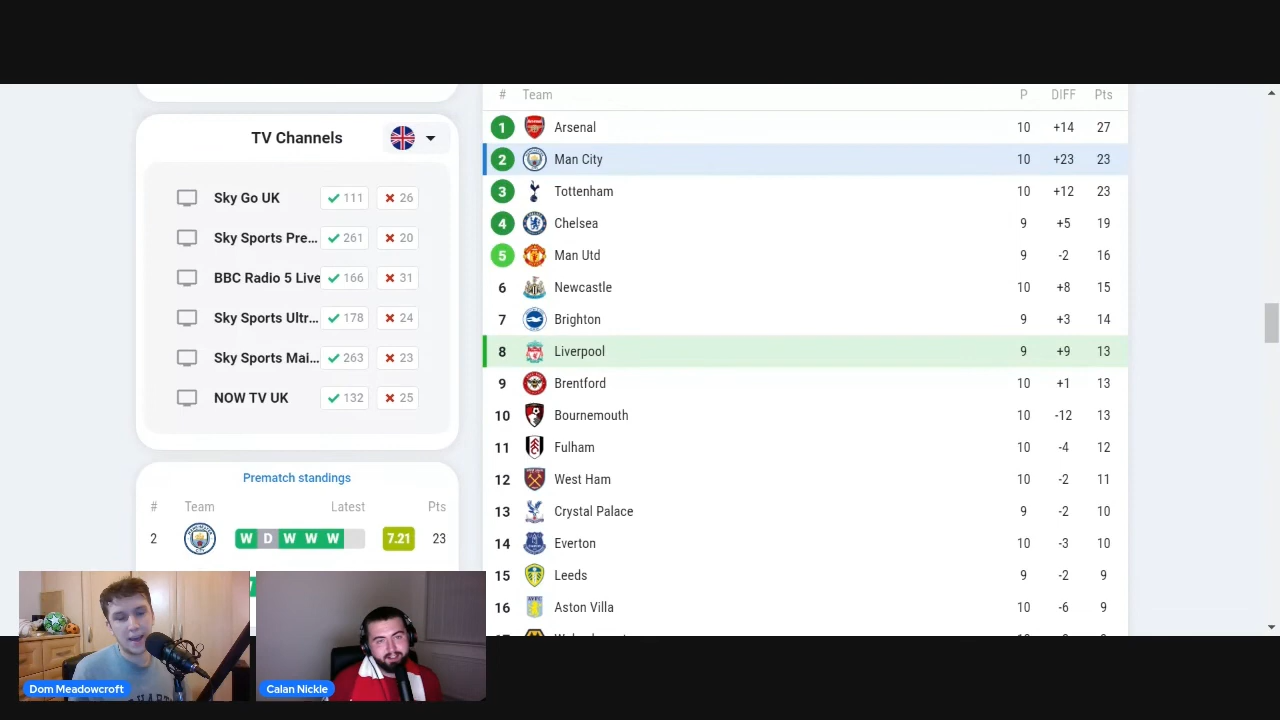 # Team P DIFF Pts
TV Channels
Sky Go UK 111 26
Sky Sports Pre... 261 20
BBC Radio 5 Live 166 31
Sky Sports Ultr... 178 24
Sky Sports Mai... 263 23
NOW TV UK 132 25
Prematch standings
# Team Latest Pts
2 W D W W W 7.21 23
1 Arsenal 10 +14 27
2 Man City 10 +23 23
3 Tottenham 10 +12 23
4 Chelsea 9 +5 19
5 Man Utd 9 -2 16
6 Newcastle 10 +8 15
7 Brighton 9 +3 14
8 Liverpool 9 +9 13
9 Brentford 10 +1 13
10 Bournemouth 10 -12 13
11 Fulham 10 -4 12
12 West Ham 10 -2 11
13 Crystal Palace 9 -2 10
14 Everton 10 -3 10
15 Leeds 9 -2 9
16 Aston Villa 10 -6 9
Dom Meadowcroft
Calan Nickle